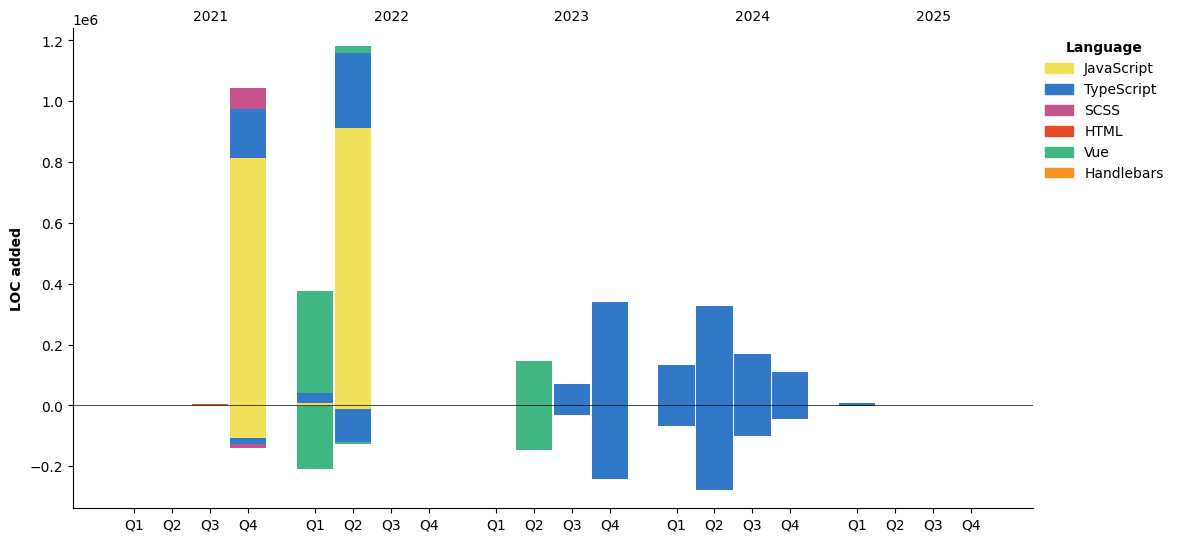 1e6
2021 2022 2023 2024 2025
1.2
1.0
0.8
0.6
0.4
0.2
0.0
−0.2
LOC added
Q1 Q2 Q3 Q4 Q1 Q2 Q3 Q4 Q1 Q2 Q3 Q4 Q1 Q2 Q3 Q4 Q1 Q2 Q3 Q4
Language
JavaScript
TypeScript
SCSS
HTML
Vue
Handlebars